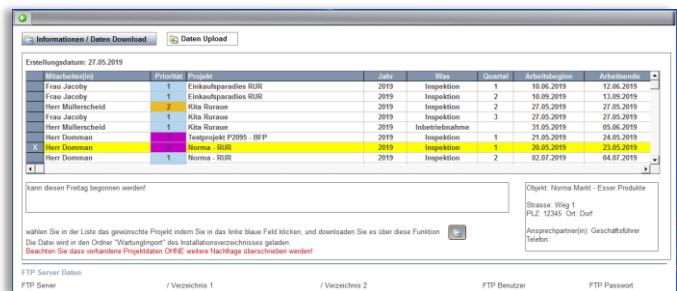 Informationen / Daten Download Daten Upload
Erstellungsdatum: 27.05.2019
Mitarbeiter(in) Priorität Projekt Jahr Was Quartal Arbeitsbeginn Arbeitsende
Frau Jacoby 1 Einkaufsparadies RUR 2019 Inspektion 1 10.06.2019 12.06.2019
Frau Jacoby 1 Einkaufsparadies RUR 2019 Inspektion 2 10.09.2019 13.09.2019
Herr Mullerscheid 2 Kita Ruraue 2019 Inspektion 2 27.05.2019 27.05.2019
Frau Jacoby 1 Kita Ruraue 2019 Inspektion 3 27.05.2019 27.05.2019
Herr Mullerscheid 1 Kita Ruraue 2019 Inbetriebnahme 31.05.2019 05.06.2019
Herr Domman Testprojekt P2095 - BFP 2019 Inspektion 1 21.05.2019 24.05.2019
X Herr Domman Norma - RUR 2019 Inspektion 1 20.05.2019 23.05.2019
Herr Domman 1 Norma - RUR 2019 Inspektion 2 02.07.2019 04.07.2019
kann diesen Freitag begonnen werden!
Objekt: Norma Markt - Esser Produkte
Strasse: Weg 1
PLZ: 12345 Ort: Dorf
Ansprechpartner(in): Geschäftsführer
Telefon:
wählen Sie in der Liste das gewünschte Projekt indem Sie in das linke blaue Feld klicken, und downloaden Sie es über diese Funktion
Die Datei wird in den Ordner "WartungImport" des Installationsverzeichnisses geladen.
Beachten Sie dass vorhandene Projektdaten OHNE weitere Nachfrage überschrieben werden!
FTP Server Daten
FTP Server / Verzeichnis 1 / Verzeichnis 2 FTP Benutzer FTP Passwort